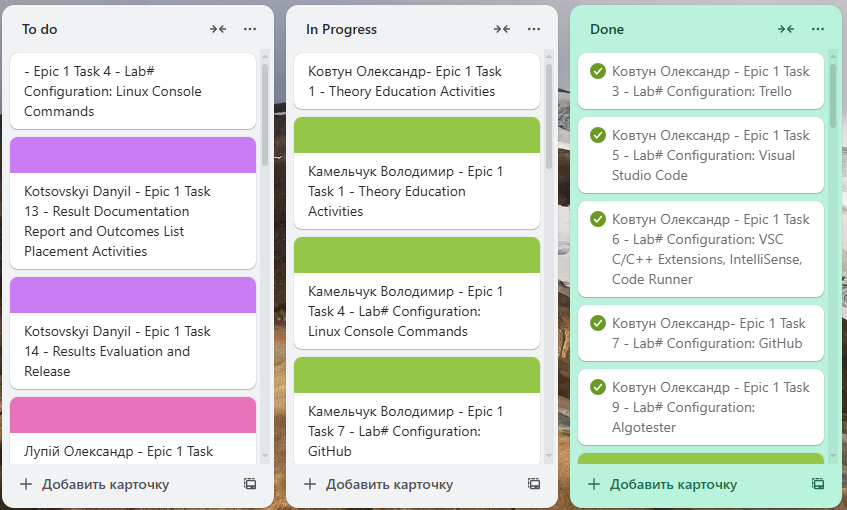 To do
- Epic 1 Task 4 - Lab#
Configuration: Linux Console
Commands
Kotsovskyi Danyil - Epic 1 Task
13 - Result Documentation
Report and Outcomes List
Placement Activities
Kotsovskyi Danyil - Epic 1 Task
14 - Results Evaluation and
Release
Лупій Олександр - Epic 1 Task
Добавить карточку
In Progress
Ковтун Олександр- Epic 1 Task
1 - Theory Education Activities
Камельчук Володимир - Epic 1
Task 1 - Theory Education
Activities
Камельчук Володимир - Epic 1
Task 4 - Lab# Configuration:
Linux Console Commands
Камельчук Володимир - Epic 1
Task 7 - Lab# Configuration:
GitHub
Добавить карточку
Done
Ковтун Олександр - Epic 1 Task
3 - Lab# Configuration: Trello
Ковтун Олександр - Epic 1 Task
5 - Lab# Configuration: Visual
Studio Code
Ковтун Олександр - Epic 1 Task
6 - Lab# Configuration: VSC
C/C++ Extensions, IntelliSense,
Code Runner
Ковтун Олександр- Epic 1 Task
7 - Lab# Configuration: GitHub
Ковтун Олександр - Epic 1 Task
9 - Lab# Configuration:
Algotester
Добавить карточку